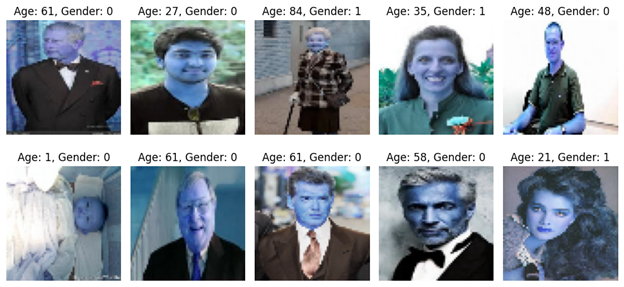 Age: 61, Gender: 0
Age: 27, Gender: 0
Age: 84, Gender: 1
Age: 35, Gender: 1
Age: 48, Gender: 0
Age: 1, Gender: 0
Age: 61, Gender: 0
Age: 61, Gender: 0
Age: 58, Gender: 0
Age: 21, Gender: 1